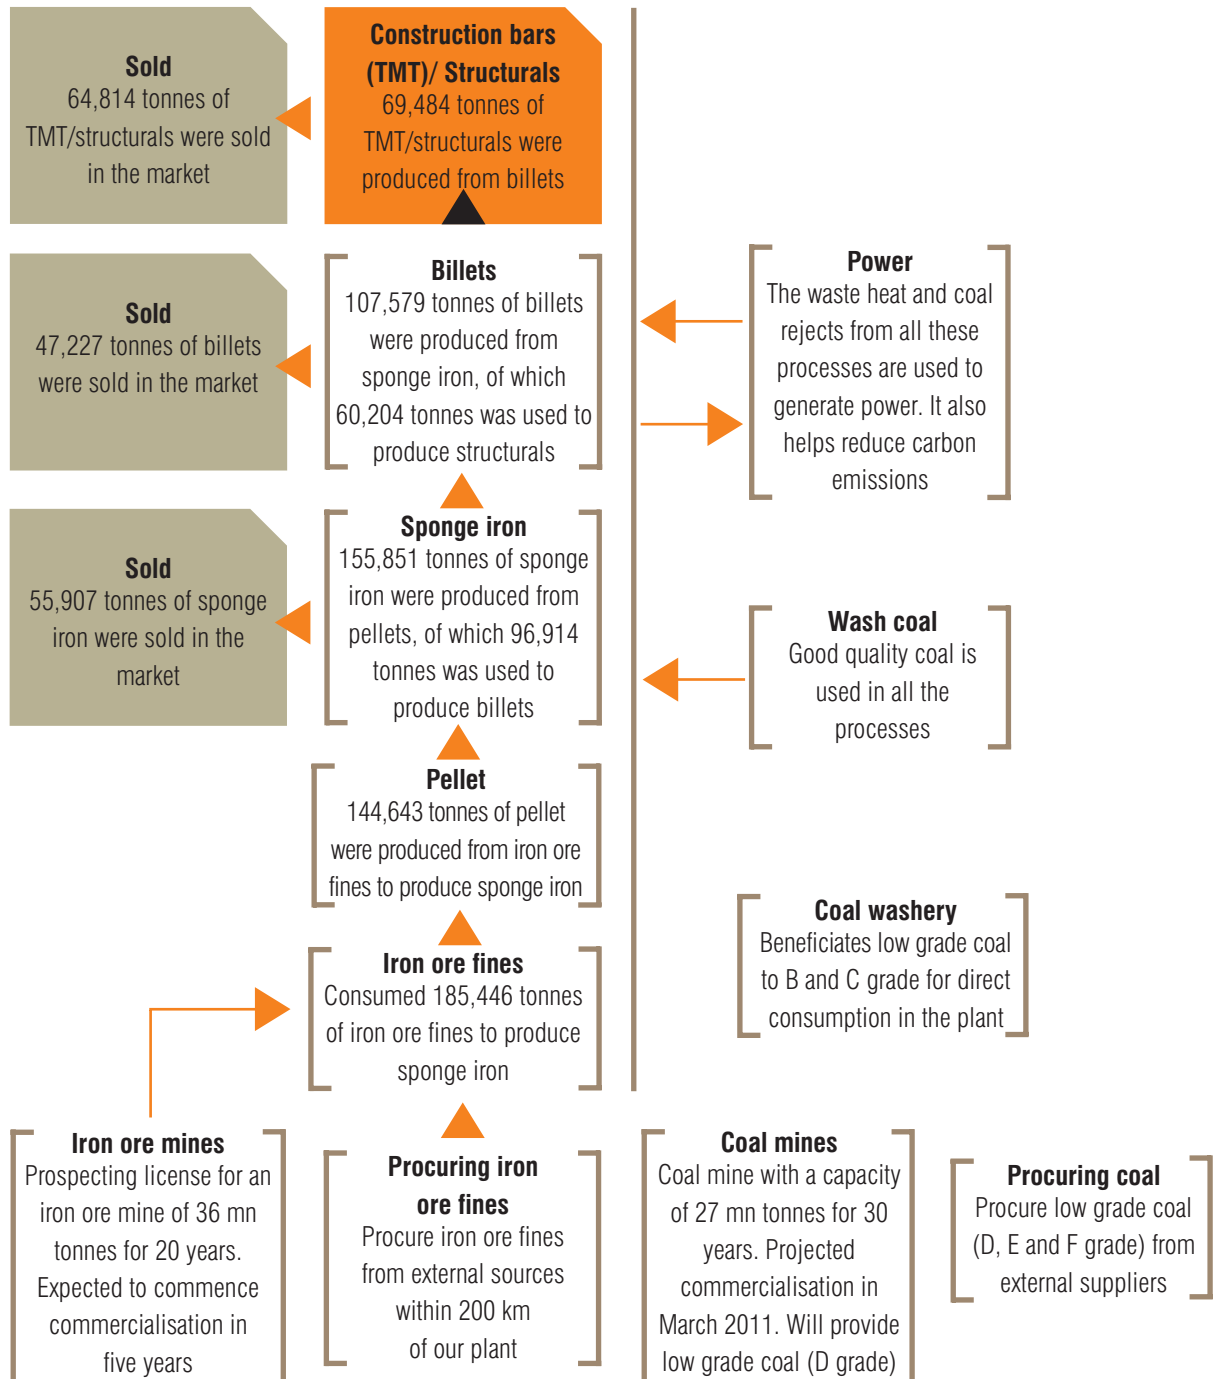 Sold
64,814 tonnes of
TMT/structurals were sold
in the market
Construction bars
(TMT)/ Structurals
69,484 tonnes of
TMT/structurals were
produced from billets
Sold
47,227 tonnes of billets
were sold in the market
Billets
107,579 tonnes of billets
were produced from
sponge iron, of which
60,204 tonnes was used to
produce structurals
Power
The waste heat and coal
rejects from all these
processes are used to
generate power. It also
helps reduce carbon
emissions
Sold
55,907 tonnes of sponge
iron were sold in the
market
Sponge iron
155,851 tonnes of sponge
iron were produced from
pellets, of which 96,914
tonnes was used to
produce billets
Wash coal
Good quality coal is
used in all the
processes
Pellet
144,643 tonnes of pellet
were produced from iron ore
fines to produce sponge iron
Coal washery
Beneficiates low grade coal
to B and C grade for direct
consumption in the plant
Iron ore fines
Consumed 185,446 tonnes
of iron ore fines to produce
sponge iron
Iron ore mines
Prospecting license for an
iron ore mine of 36 mn
tonnes for 20 years.
Expected to commence
commercialisation in
five years
Procuring iron
ore fines
Procure iron ore fines
from external sources
within 200 km
of our plant
Coal mines
Coal mine with a capacity
of 27 mn tonnes for 30
years. Projected
commercialisation in
March 2011. Will provide
low grade coal (D grade)
Procuring coal
Procure low grade coal
(D, E and F grade) from
external suppliers